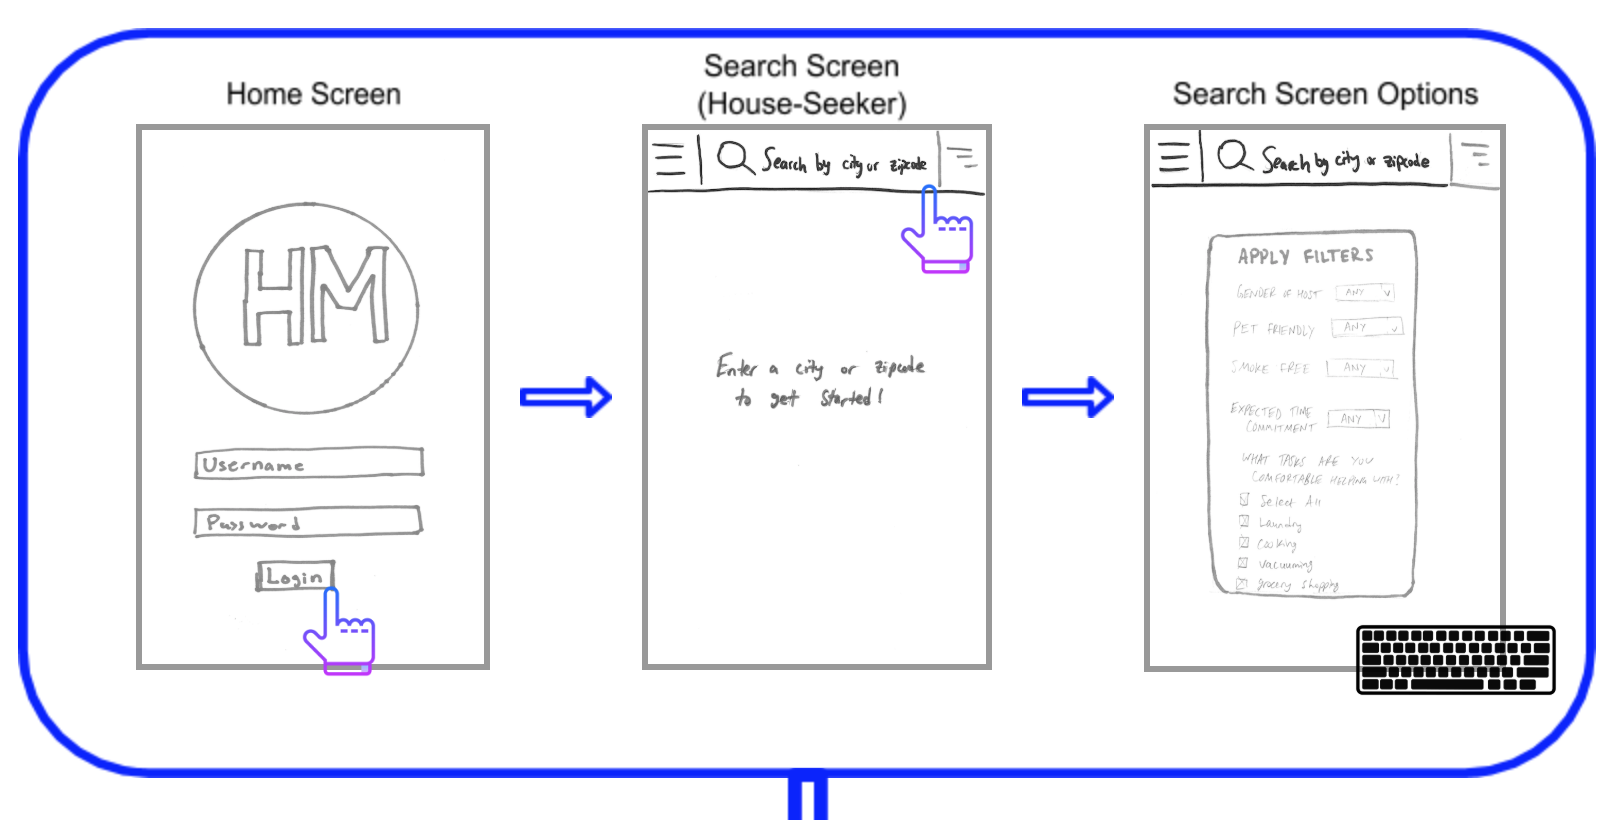 Home Screen
HM
Username
Password
Login
Search Screen
(House-Seeker)
Search by city or zipcode
Enter a city or zipcode
to get started!
Search Screen Options
Search by city or zipcode
APPLY FILTERS
GENDER OF HOST ANY
PET FRIENDLY ANY
SMOKE FREE ANY
EXPECTED TIME
COMMITMENT ANY
WHAT TASKS ARE YOU
COMFORTABLE HELPING WITH?
Select All
Laundry
Cooking
Vacuuming
grocery shopping